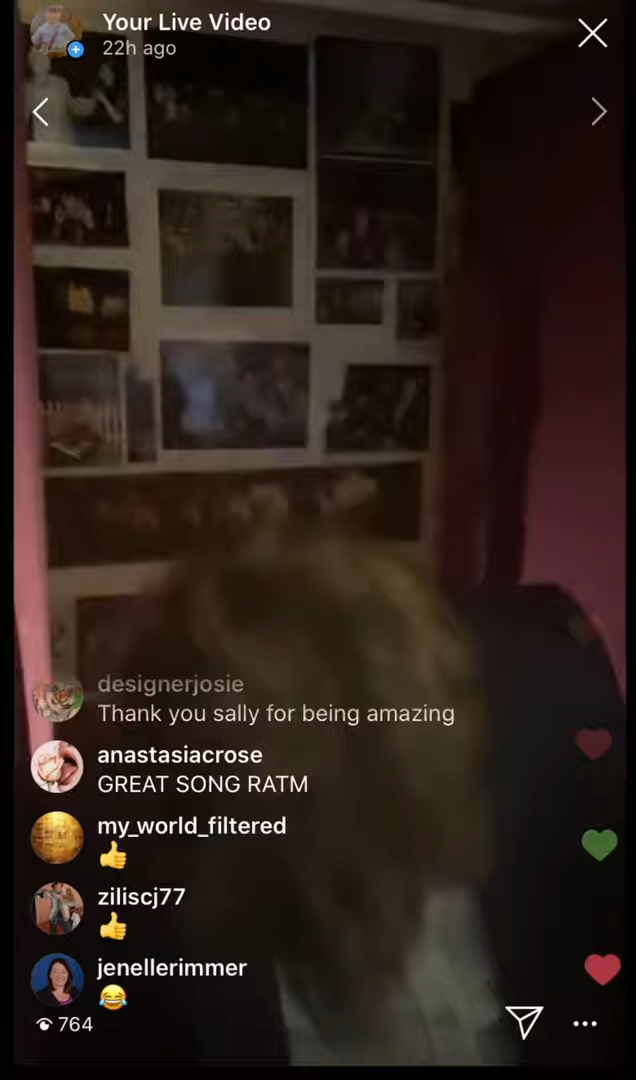 Your Live Video
22h ago
designerjosie
Thank you sally for being amazing
anastasiacrose
GREAT SONG RATM
my_world_filtered
👍
ziliscj77
👍
jenellerimmer
😂
764